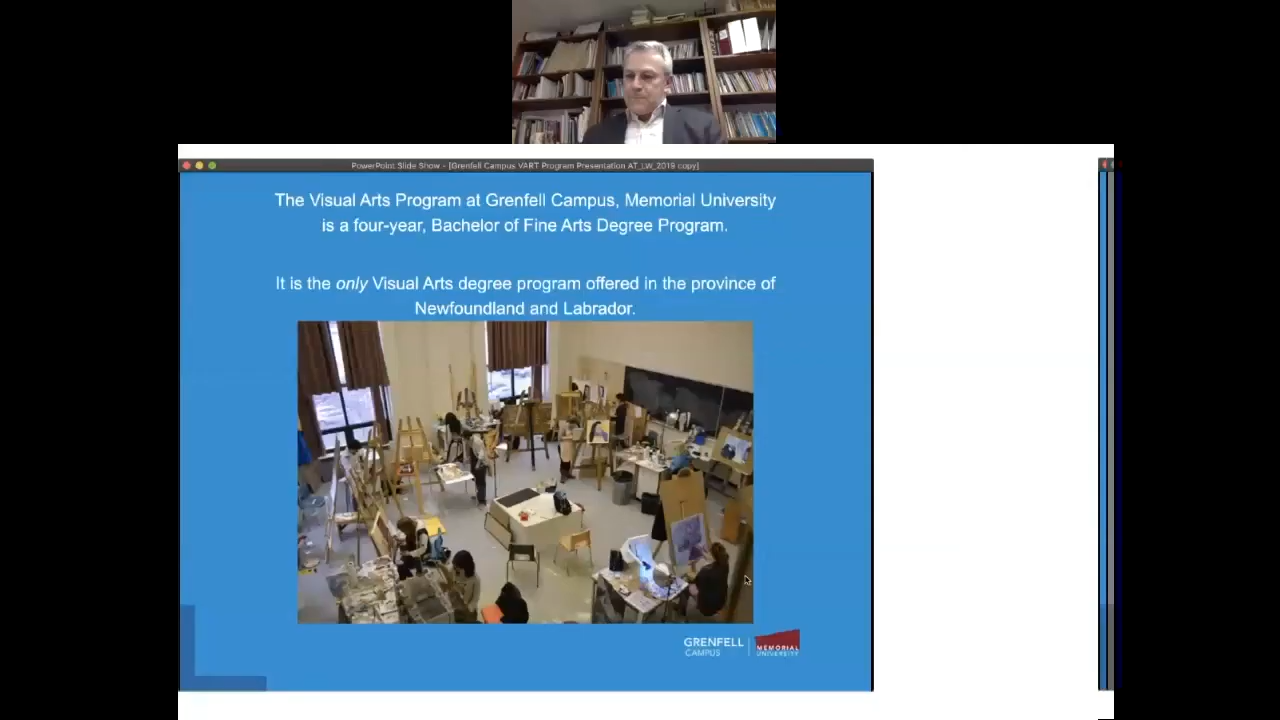 PowerPoint Slide Show - [Grenfell Campus VART Program Presentation AT_LW_2019 copy]
The Visual Arts Program at Grenfell Campus, Memorial University
is a four-year, Bachelor of Fine Arts Degree Program.
It is the only Visual Arts degree program offered in the province of
Newfoundland and Labrador.
GRENFELL
CAMPUS
MEMORIAL
UNIVERSITY